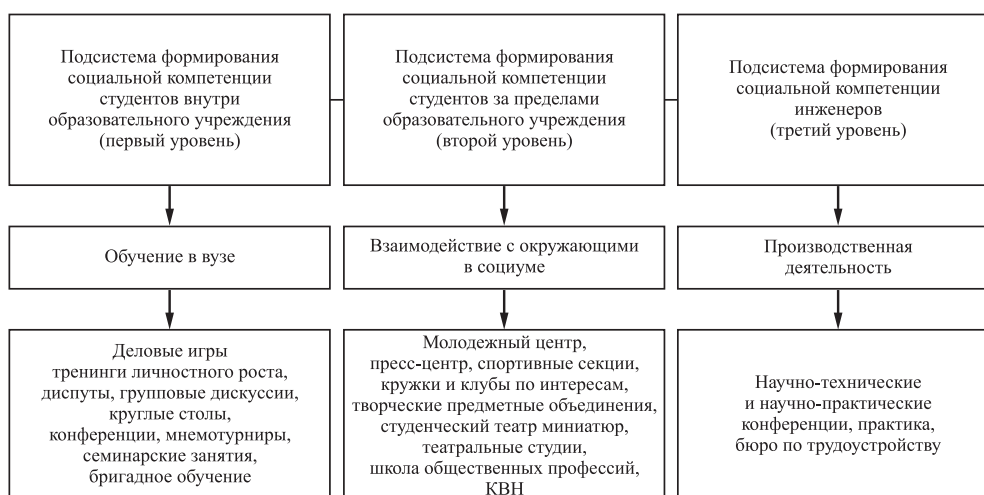 Подсистема формирования
социальной компетенции
студентов внутри
образовательного учреждения
(первый уровень)
Подсистема формирования
социальной компетенции
студентов за пределами
образовательного учреждения
(второй уровень)
Подсистема формирования
социальной компетенции
инженеров
(третий уровень)
Обучение в вузе
Взаимодействие с окружающими
в социуме
Производственная
деятельность
Деловые игры
тренинги личностного роста,
диспуты, групповые дискуссии,
круглые столы,
конференции, мнемотурниры,
семинарские занятия,
бригадное обучение
Молодежный центр,
пресс-центр, спортивные секции,
кружки и клубы по интересам,
творческие предметные объединения,
студенческий театр миниатюр,
театральные студии,
школа общественных профессий,
КВН
Научно-технические
и научно-практические
конференции, практика,
бюро по трудоустройству